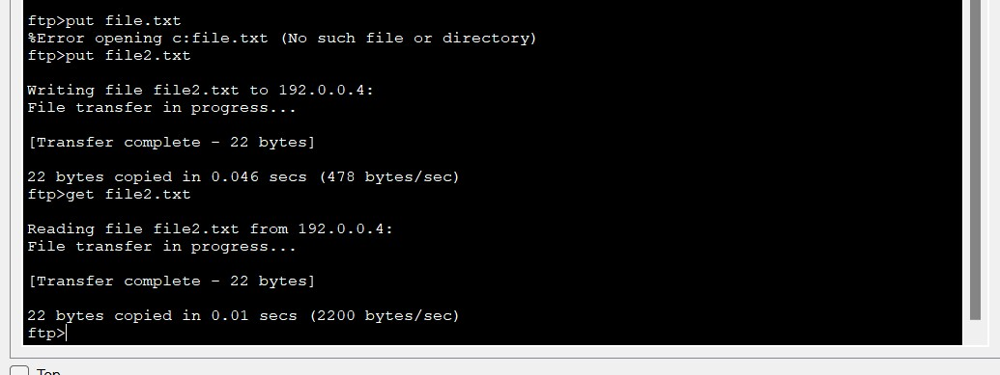 ftp>put file.txt
%Error opening c:file.txt (No such file or directory)
ftp>put file2.txt
Writing file file2.txt to 192.0.0.4:
File transfer in progress...
[Transfer complete - 22 bytes]
22 bytes copied in 0.046 secs (478 bytes/sec)
ftp>get file2.txt
Reading file file2.txt from 192.0.0.4:
File transfer in progress...
[Transfer complete - 22 bytes]
22 bytes copied in 0.01 secs (2200 bytes/sec)
ftp>
Top